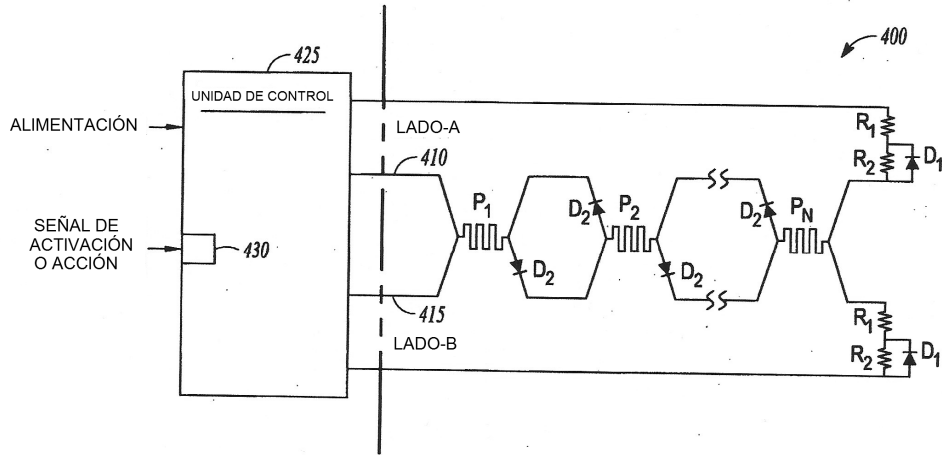 400
425
UNIDAD DE CONTROL
ALIMENTACIÓN
LADO-A
410
R1
R2
D1
P1
D2
D2
P2
D2
D2
PN
SEÑAL DE
ACTIVACIÓN
O ACCIÓN
430
415
LADO-B
R1
R2
D1